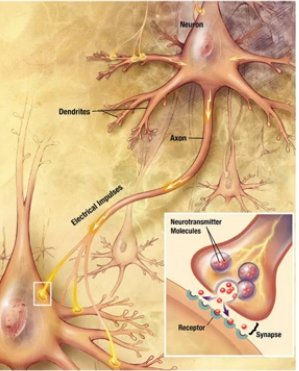 Neuron
Dendrites
Axon
Electrical Impulses
Neurotransmitter
Molecules
Receptor
Synapse